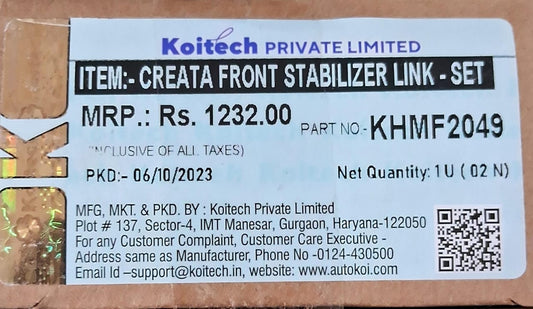 Koitech PRIVATE LIMITED
ITEM:- CREATA FRONT STABILIZER LINK - SET
MRP.: Rs. 1232.00
PART NO.- KHMF2049
INCLUSIVE OF ALL TAXES)
PKD:- 06/10/2023
Net Quantity: 1U ( 02 N)
MFG, MKT. & PKD. BY : Koitech Private Limited
Plot # 137, Sector-4, IMT Manesar, Gurgaon, Haryana-122050
For any Customer Complaint, Customer Care Executive -
Address same as Manufacturer, Phone No -0124-430500
Email Id –support@koitech.in, website: www.autokoi.com